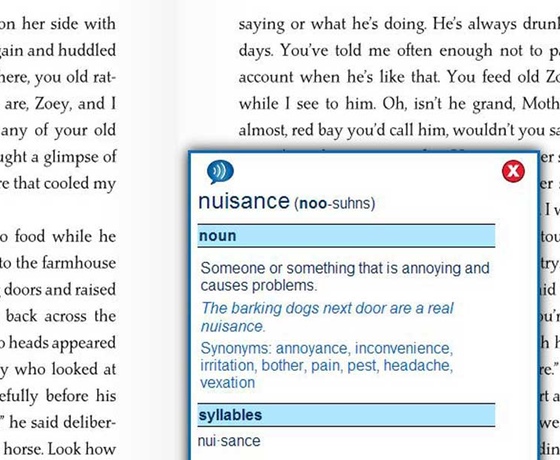 on her side with
gain and huddled
here, you old rat-
are, Zoey, and I
any of your old
ught a glimpse of
re that cooled my
o food while he
to the farmhouse
doors and raised
back across the
o heads appeared
y who looked at
efully before his
” he said deliber-
horse. Look how
saying or what he’s doing. He’s always drunk
days. You’ve told me often enough not to pa
account when he’s like that. You feed old Zo
while I see to him. Oh, isn’t he grand, Moth
almost, red bay you’d call him, wouldn’t you sa
nuisance (noo-suhns)
noun
Someone or something that is annoying and
causes problems.
The barking dogs next door are a real
nuisance.
Synonyms: annoyance, inconvenience,
irritation, bother, pain, pest, headache,
vexation
syllables
nui·sance